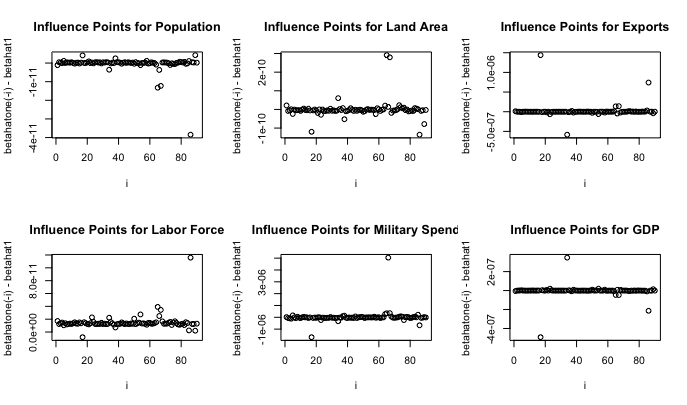 Influence Points for Population
betahatone(-i) - betahat1
-4e-11
-1e-11
0
20
40
60
80
i
Influence Points for Land Area
betahatone(-i) - betahat1
-1e-10
2e-10
0
20
40
60
80
i
Influence Points for Exports
betahatone(-i) - betahat1
-5.0e-07
1.0e-06
0
20
40
60
80
i
Influence Points for Labor Force
betahatone(-i) - betahat1
0.0e+00
8.0e-11
0
20
40
60
80
i
Influence Points for Military Spend
betahatone(-i) - betahat1
-1e-06
3e-06
0
20
40
60
80
i
Influence Points for GDP
betahatone(-i) - betahat1
-4e-07
2e-07
0
20
40
60
80
i